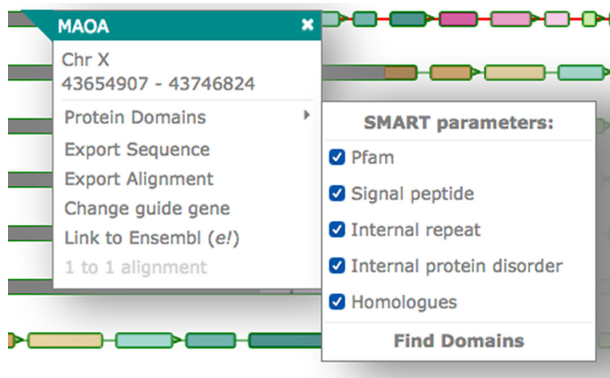 MAOA
Chr X
43654907 - 43746824
Protein Domains
Export Sequence
Export Alignment
Change guide gene
Link to Ensembl (e!)
1 to 1 alignment
SMART parameters:
Pfam
Signal peptide
Internal repeat
Internal protein disorder
Homologues
Find Domains